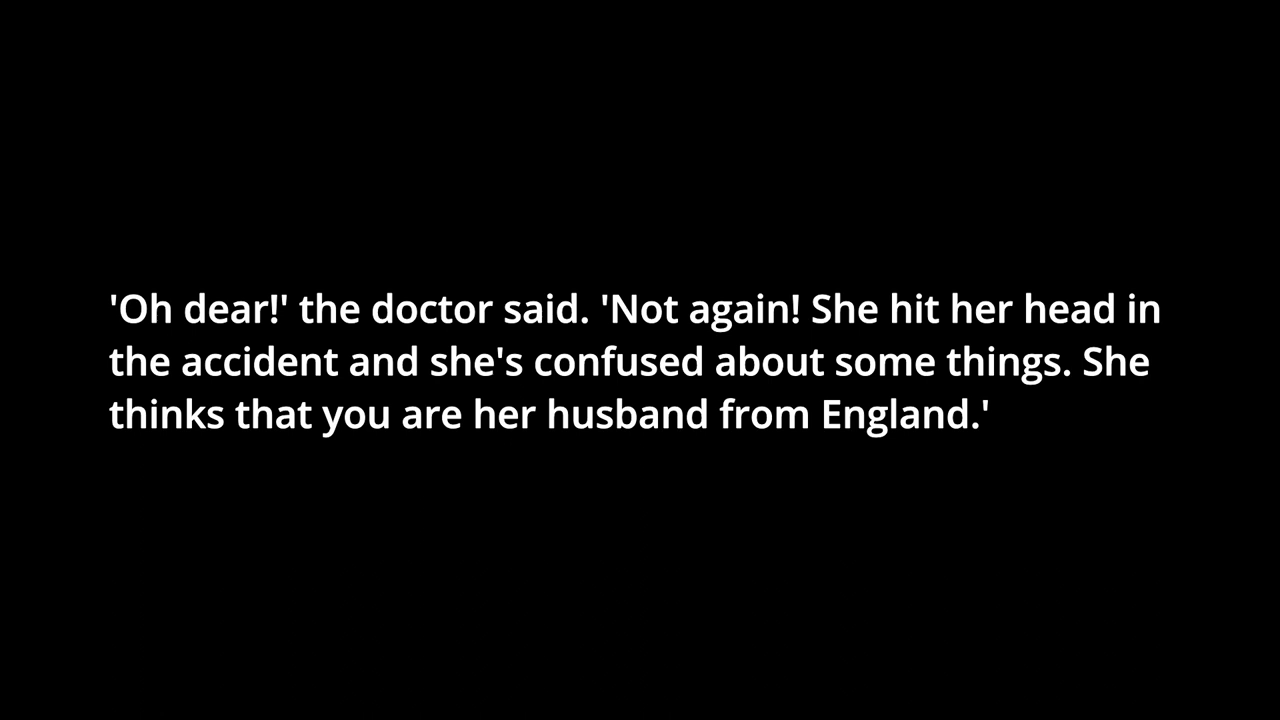 'Oh dear!' the doctor said. 'Not again! She hit her head in
the accident and she's confused about some things. She
thinks that you are her husband from England.'